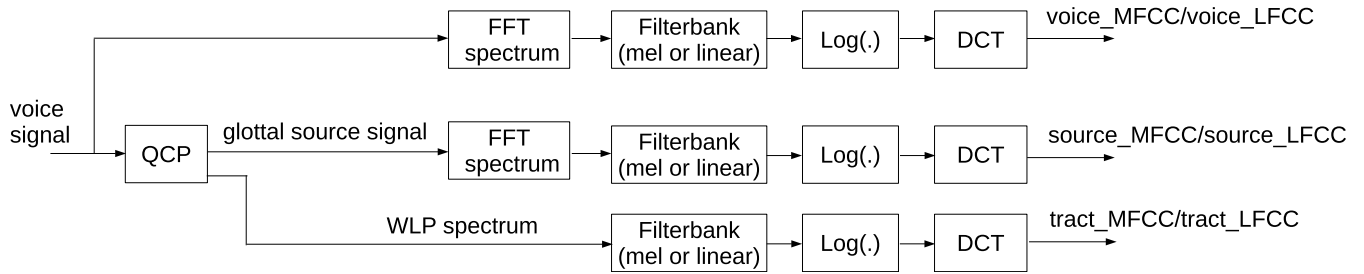 FFT
spectrum
Filterbank
(mel or linear)
Log(.)
DCT
voice_MFCC/voice_LFCC
voice
signal
QCP
glottal source signal
FFT
spectrum
Filterbank
(mel or linear)
Log(.)
DCT
source_MFCC/source_LFCC
WLP spectrum
Filterbank
(mel or linear)
Log(.)
DCT
tract_MFCC/tract_LFCC